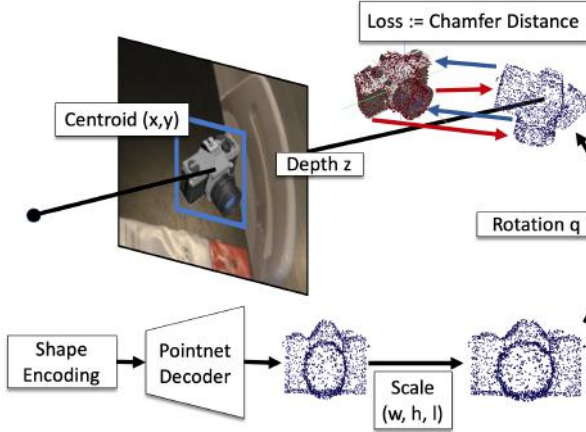 Loss := Chamfer Distance
Centroid (x,y)
Depth z
Rotation q
Shape
Encoding
Pointnet
Decoder
Scale
(w, h, l)